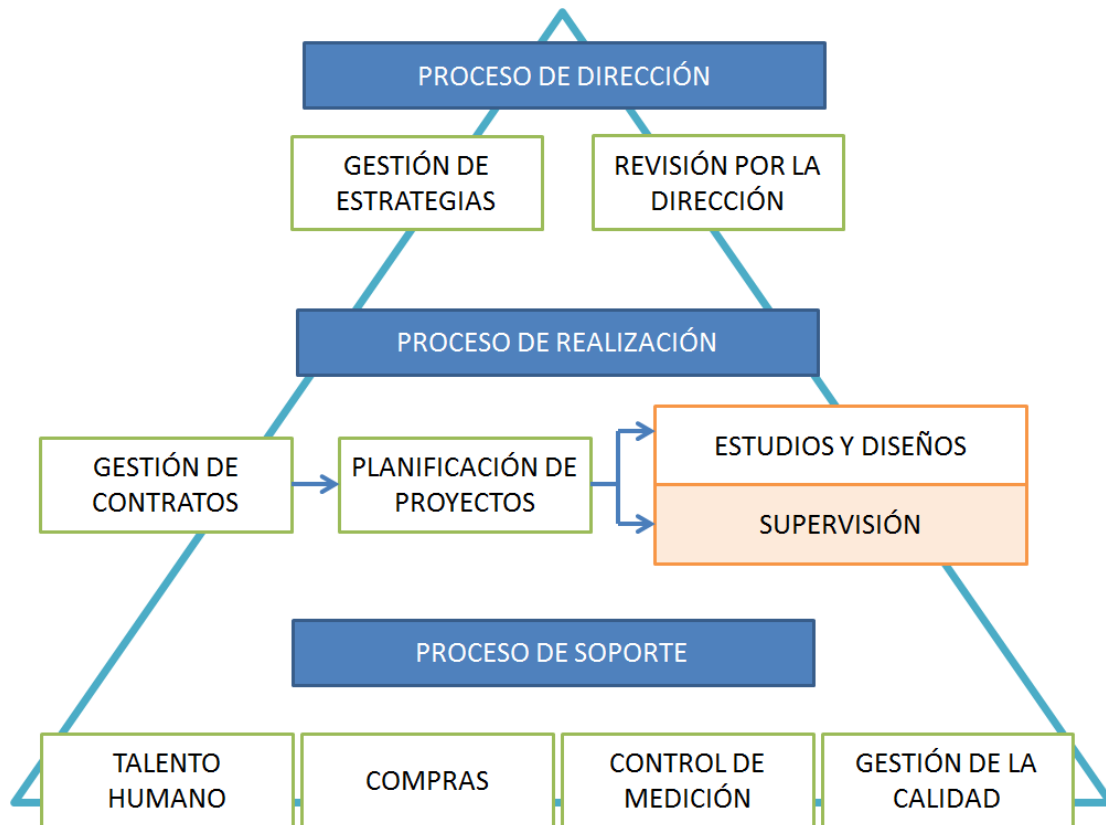 PROCESO DE DIRECCIÓN
GESTIÓN DE
ESTRATEGIAS
REVISIÓN POR LA
DIRECCIÓN
PROCESO DE REALIZACIÓN
GESTIÓN DE
CONTRATOS
PLANIFICACIÓN DE
PROYECTOS
ESTUDIOS Y DISEÑOS
SUPERVISIÓN
PROCESO DE SOPORTE
TALENTO
HUMANO
COMPRAS
CONTROL DE
MEDICIÓN
GESTIÓN DE LA
CALIDAD